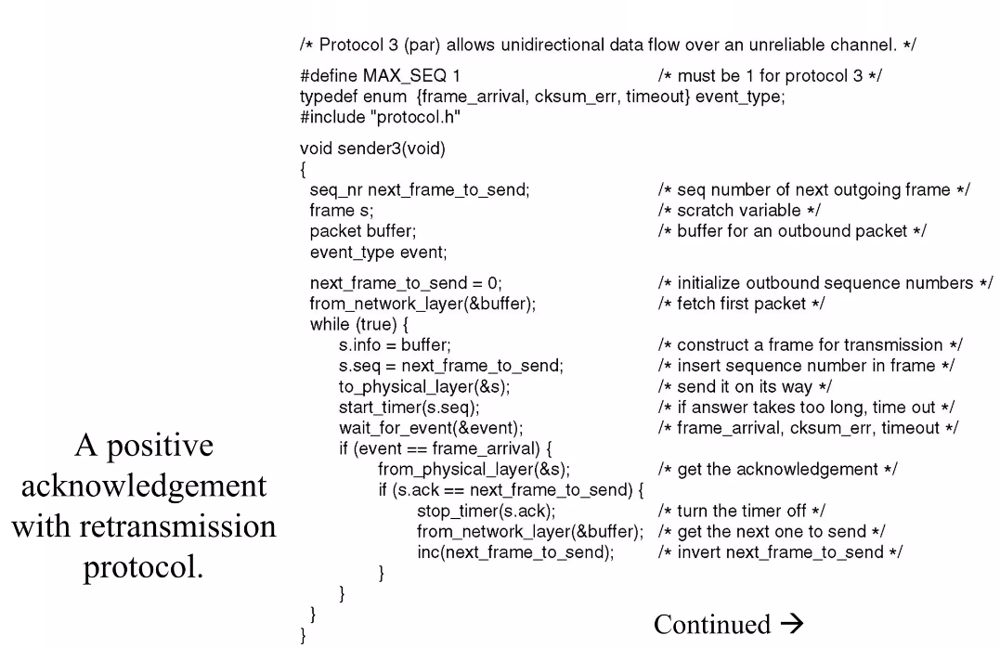 /* Protocol 3 (par) allows unidirectional data flow over an unreliable channel. */
#define MAX_SEQ 1 /* must be 1 for protocol 3 */
typedef enum {frame_arrival, cksum_err, timeout} event_type;
#include "protocol.h"
void sender3(void)
{
seq_nr next_frame_to_send; /* seq number of next outgoing frame */
frame s; /* scratch variable */
packet buffer; /* buffer for an outbound packet */
event_type event;
next_frame_to_send = 0; /* initialize outbound sequence numbers */
from_network_layer(&buffer); /* fetch first packet */
while (true) {
s.info = buffer; /* construct a frame for transmission */
s.seq = next_frame_to_send; /* insert sequence number in frame */
to_physical_layer(&s); /* send it on its way */
start_timer(s.seq); /* if answer takes too long, time out */
wait_for_event(&event); /* frame_arrival, cksum_err, timeout */
if (event == frame_arrival) {
from_physical_layer(&s); /* get the acknowledgement */
if (s.ack == next_frame_to_send) {
stop_timer(s.ack); /* turn the timer off */
from_network_layer(&buffer); /* get the next one to send */
inc(next_frame_to_send); /* invert next_frame_to_send */
}
}
}
}
A positive
acknowledgement
with retransmission
protocol.
Continued →